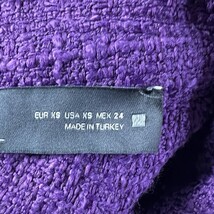 EUR XS USA XS MEX 24
MADE IN TURKEY